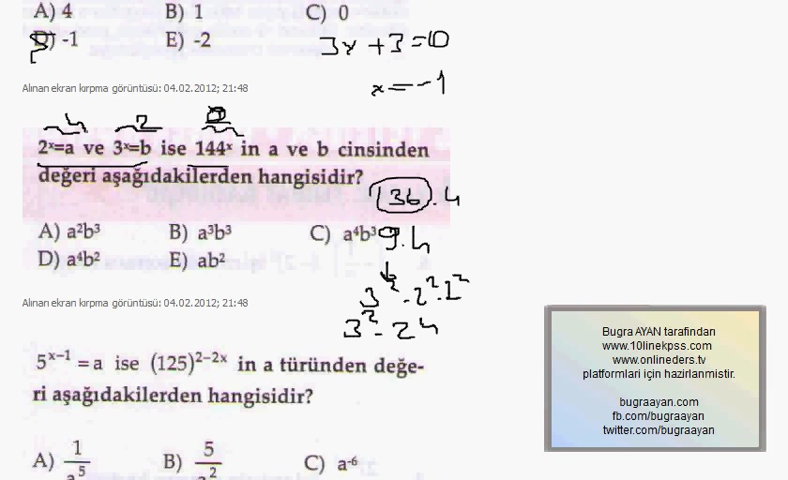 A) 4 B) 1 C) 0
D) -1 E) -2
3x + 3 = 0
x = -1
Alınan ekran kırpma görüntüsü: 04.02.2012; 21:48
4 2
2ˣ=a ve 3ˣ=b ise 144ˣ in a ve b cinsinden
değeri aşağıdakilerden hangisidir?
36 . 4
A) a²b³ B) a³b³ C) a⁴b³
9.4
D) a⁴b² E) ab²
3² - 2² . 2²
Alınan ekran kırpma görüntüsü: 04.02.2012; 21:48
3² - 2⁴
5ˣ⁻¹ = a ise (125)²⁻²ˣ in a türünden değe-
ri aşağıdakilerden hangisidir?
A) 1/a⁵ B) 5/a² C) a⁻⁶
Bugra AYAN tarafindan
www.10linekpss.com
www.onlineders.tv
platformlari için hazirlanmistir.
bugraayan.com
fb.com/bugraayan
twitter.com/bugraayan